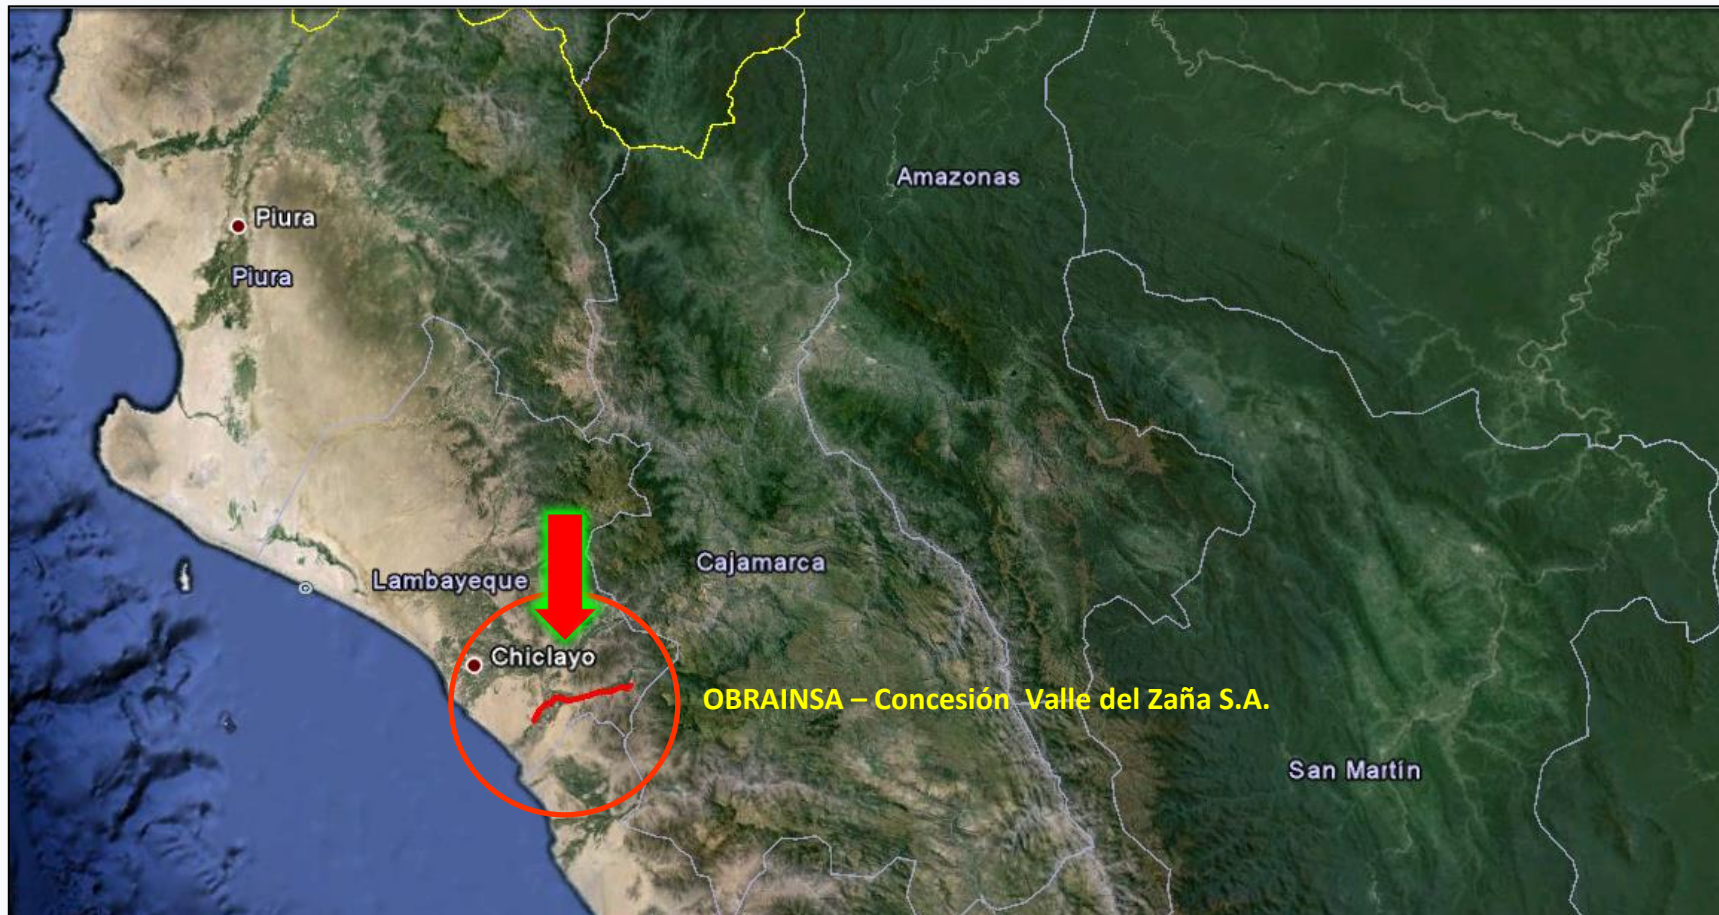 Amazonas
Piura
Piura
Cajamarca
Lambayeque
Chiclayo
OBRAINSA – Concesión Valle del Zaña S.A.
San Martín